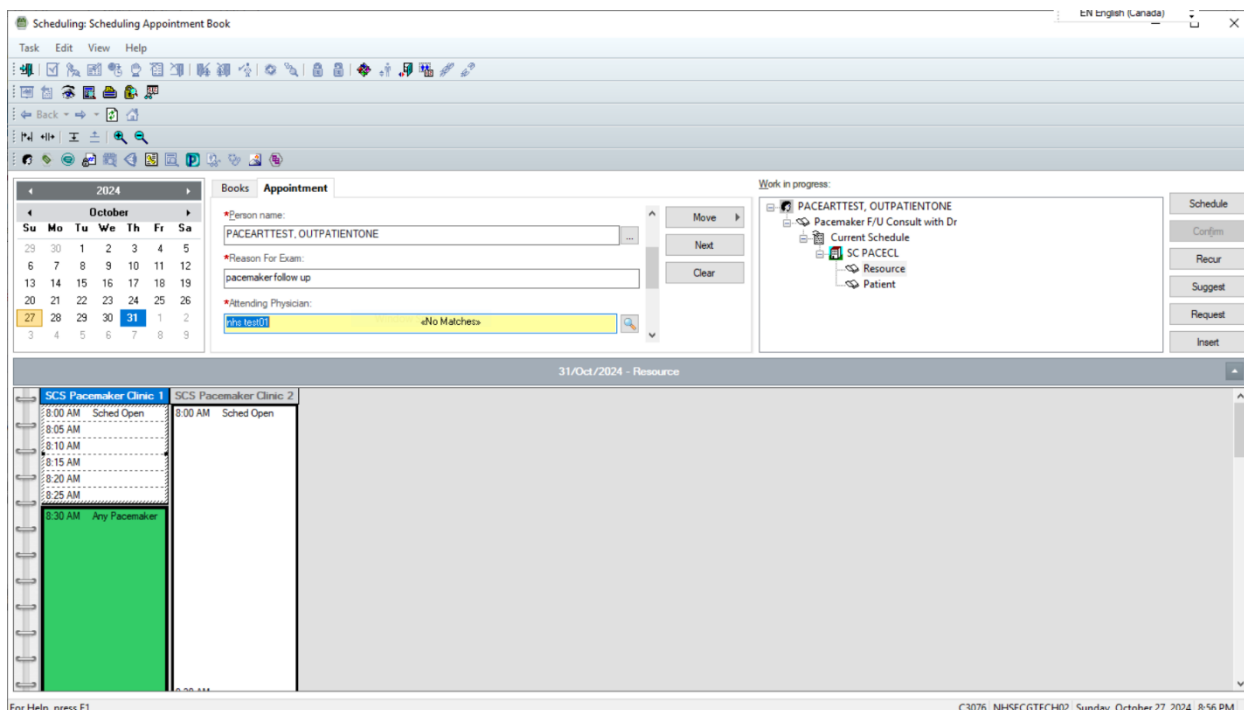 Scheduling: Scheduling Appointment Book
EN English (Canada)
Task Edit View Help
Back
2024
October
Su Mo Tu We Th Fr Sa
29 30 1 2 3 4 5
6 7 8 9 10 11 12
13 14 15 16 17 18 19
20 21 22 23 24 25 26
27 28 29 30 31 1 2
3 4 5 6 7 8 9
Books Appointment
*Person name:
PACEARTTEST, OUTPATIENTONE
...
*Reason For Exam:
pacemaker follow up
*Attending Physician:
nhs test01 «No Matches»
Move
Next
Clear
Work in progress:
PACEARTTEST, OUTPATIENTONE
Pacemaker F/U Consult with Dr
Current Schedule
SC PACECL
Resource
Patient
Schedule
Confirm
Recur
Suggest
Request
Insert
31/Oct/2024 - Resource
SCS Pacemaker Clinic 1 SCS Pacemaker Clinic 2
8:00 AM Sched Open 8:00 AM Sched Open
8:05 AM
8:10 AM
8:15 AM
8:20 AM
8:25 AM
8:30 AM Any Pacemaker
For Help, press F1
C3076 NHSECGTECH02 Sunday, October 27, 2024 8:56 PM